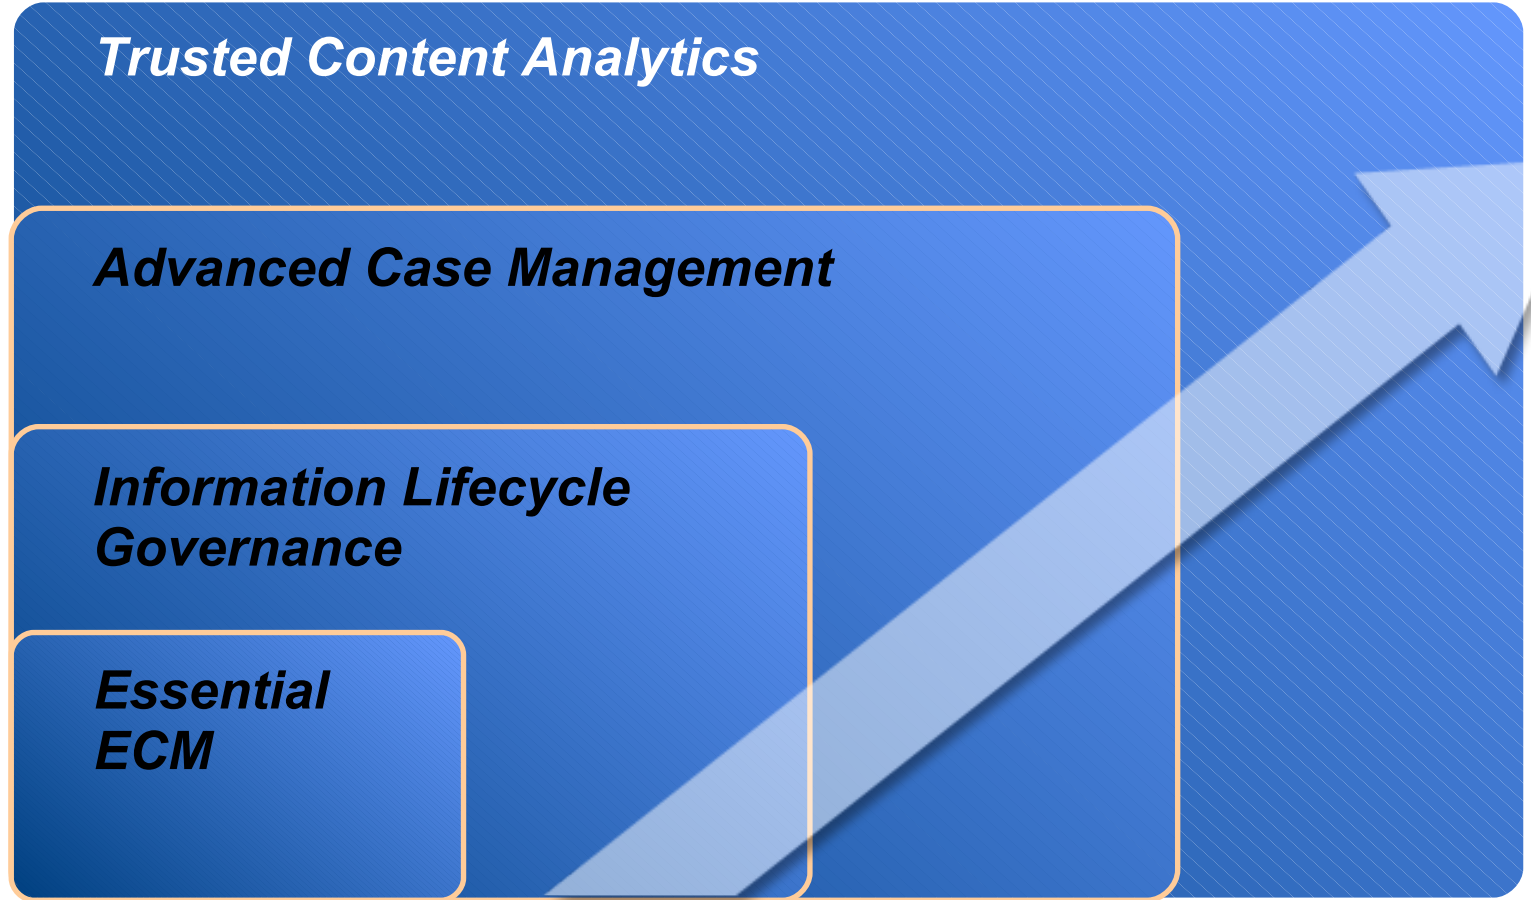 Trusted Content Analytics
Advanced Case Management
Information Lifecycle
Governance
Essential
ECM